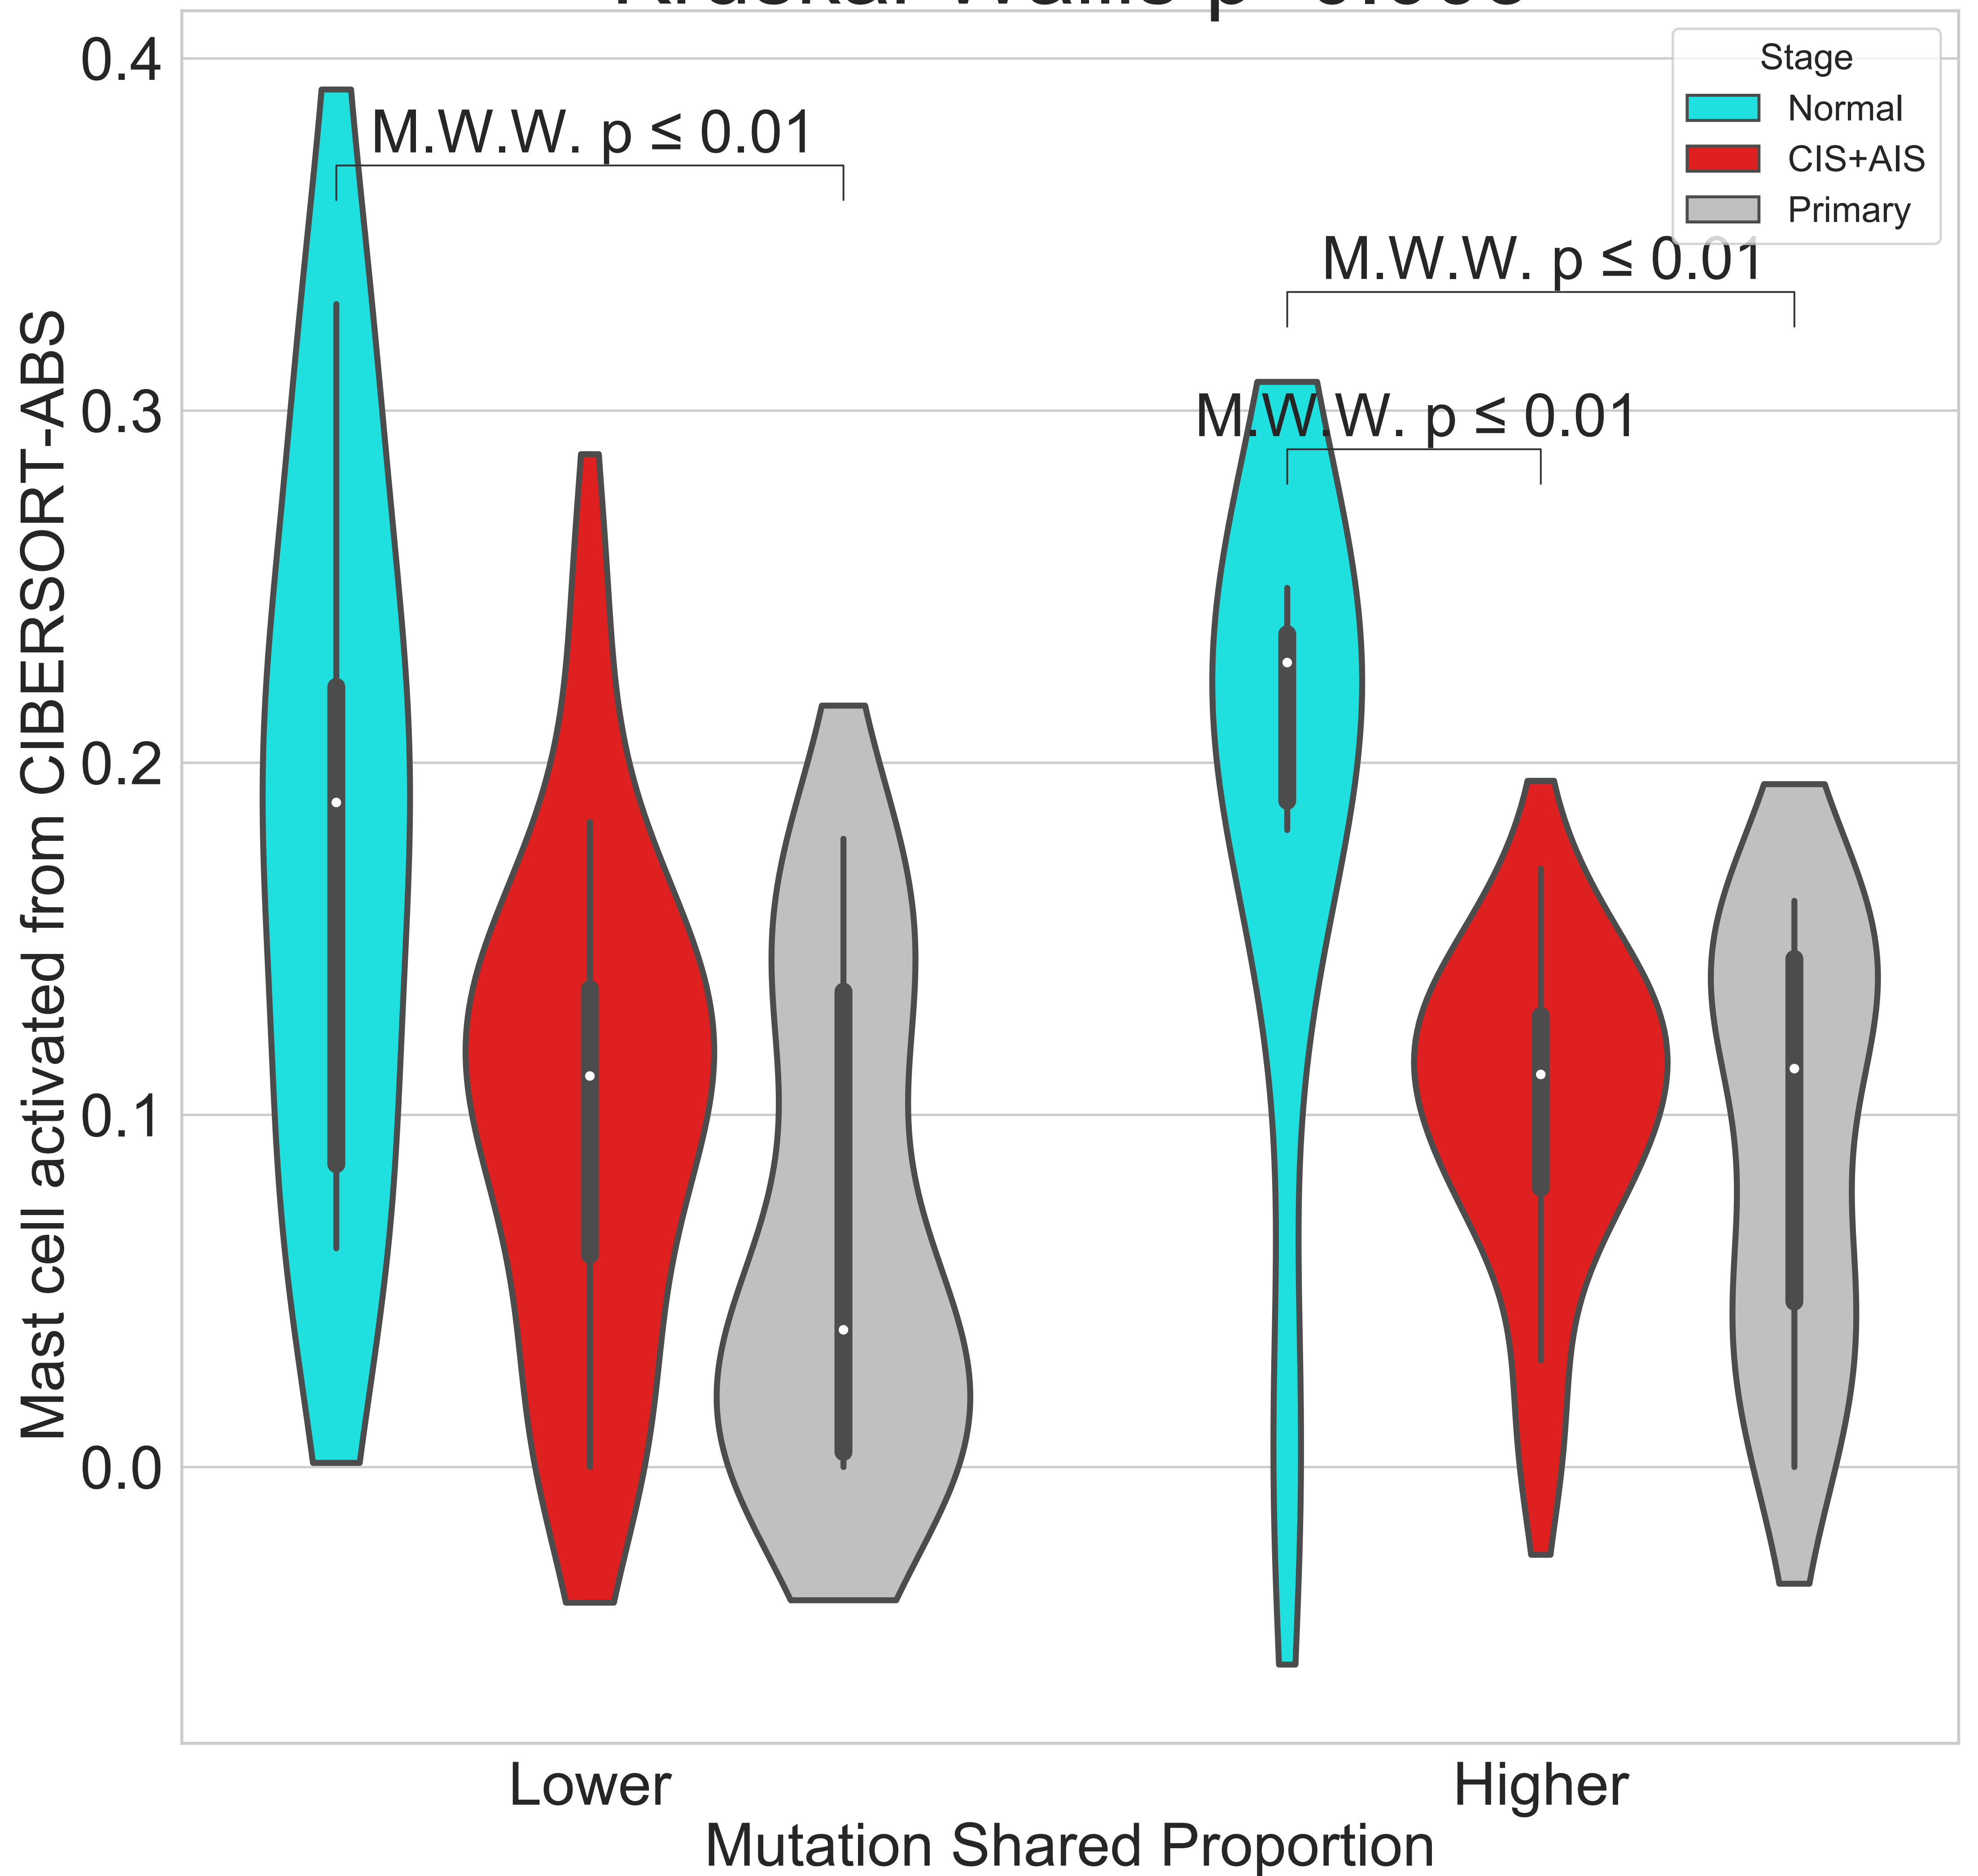 0.4
0.3
0.2
0.1
0.0
Mast cell activated from CIBERSORT-ABS
M.W.W. p ≤ 0.01
Stage
Normal
CIS+AIS
Primary
M.W.W. p ≤ 0.01
M.W.W. p ≤ 0.01
Lower
Higher
Mutation Shared Proportion